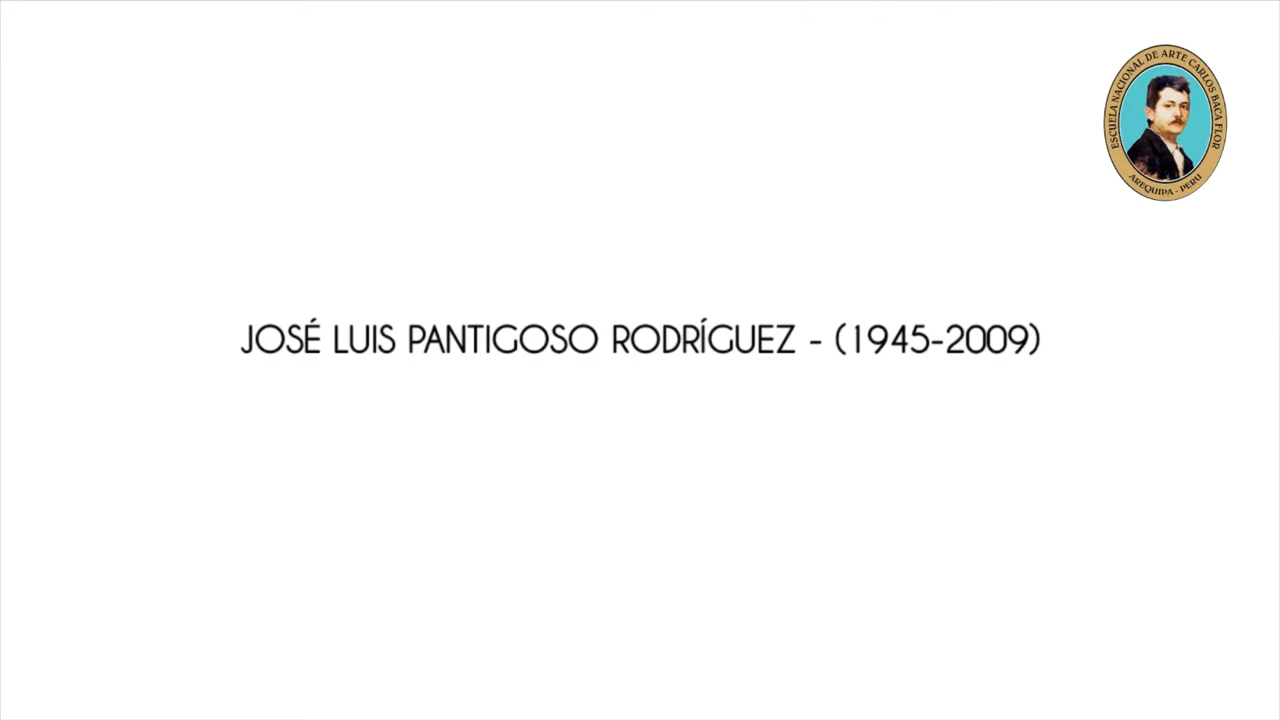 ESCUELA NACIONAL DE ARTE CARLOS BACA FLOR
AREQUIPA - PERU
JOSÉ LUIS PANTIGOSO RODRÍGUEZ - (1945-2009)